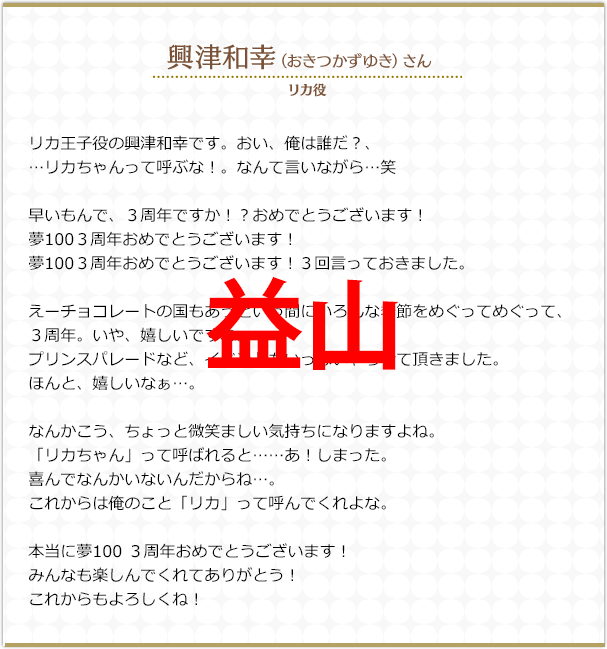 興津和幸 （おきつかずゆき）さん
リカ役
リカ王子役の興津和幸です。おい、俺は誰だ？、
…リカちゃんって呼ぶな！。なんて言いながら…笑
早いもんで、３周年ですか！？おめでとうございます！
夢100３周年おめでとうございます！
夢100３周年おめでとうございます！３回言っておきました。
えーチョコレートの国もあっという間にいろんな季節をめぐってめぐって、
益山
３周年。いや、嬉しいです
プリンスパレードなど、 て頂きました。
ほんと、嬉しいなぁ…。
なんかこう、ちょっと微笑ましい気持ちになりますよね。
「リカちゃん」って呼ばれると……あ！しまった。
喜んでなんかいないんだからね…。
これからは俺のこと「リカ」って呼んでくれよな。
本当に夢100 ３周年おめでとうございます！
みんなも楽しんでくれてありがとう！
これからもよろしくね！